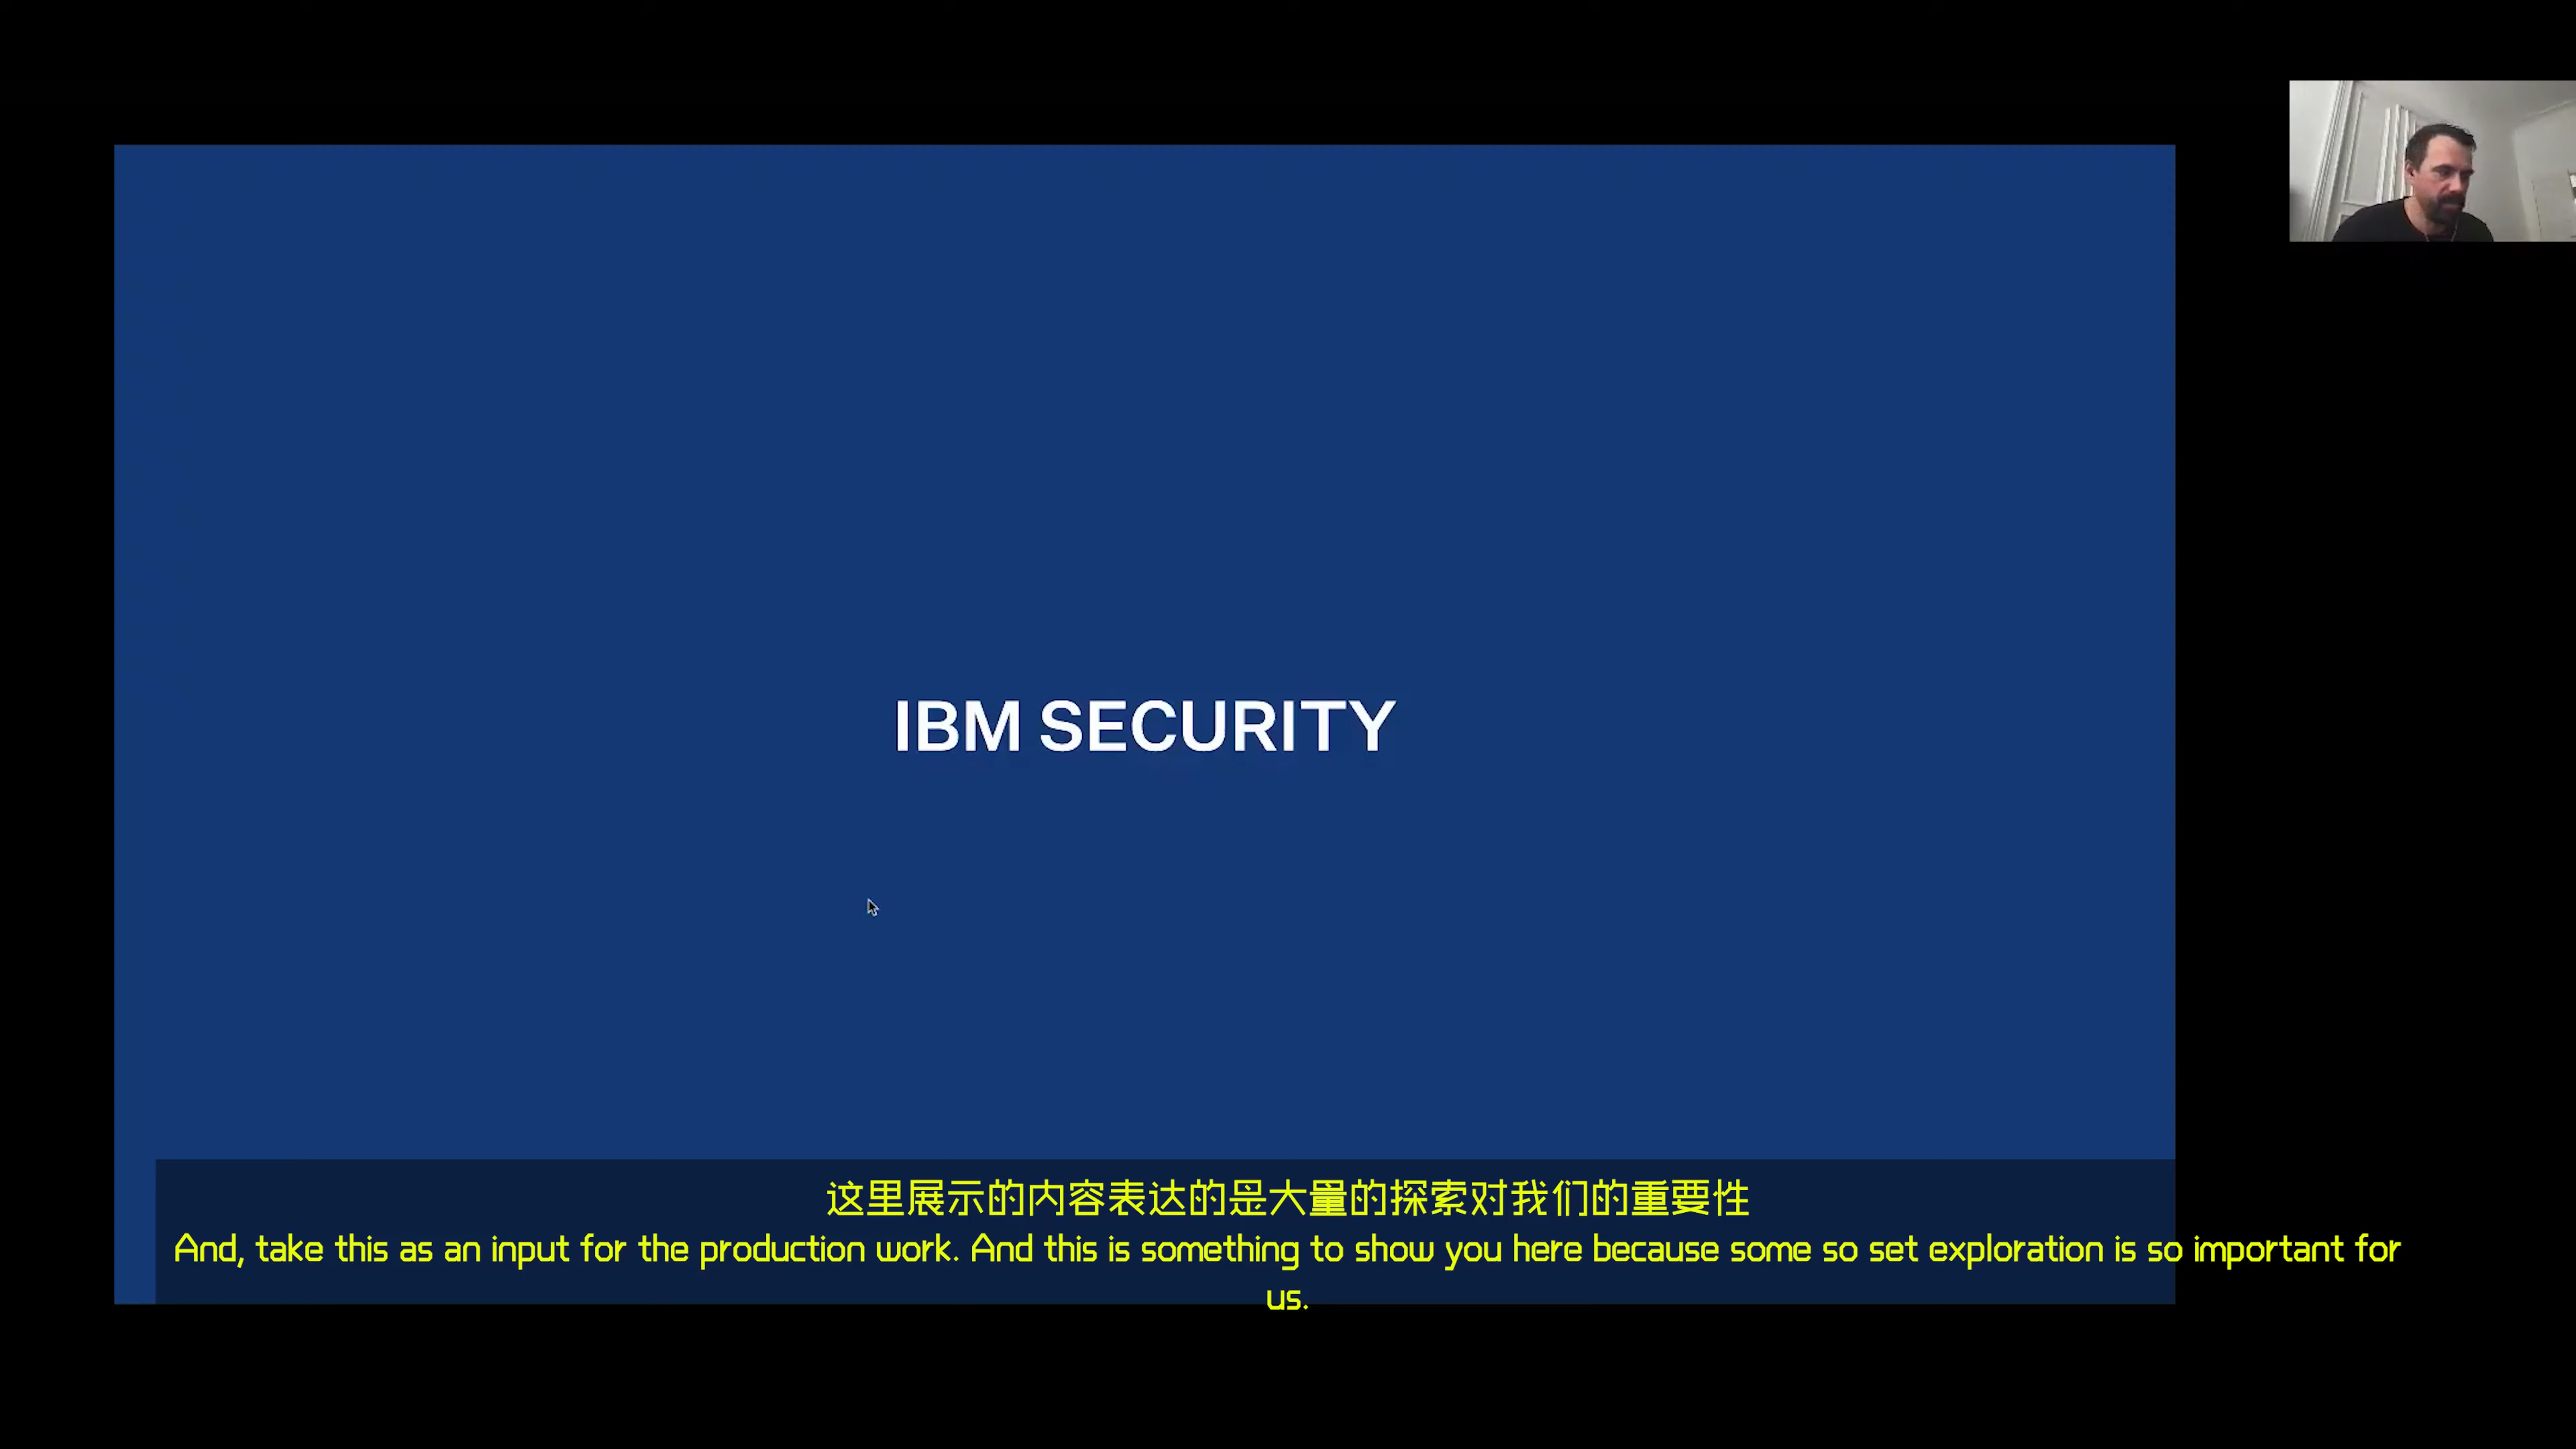 IBM SECURITY
这里展示的内容表达的是大量的探索对我们的重要性
And, take this as an input for the production work. And this is something to show you here because some so set exploration is so important for
us.